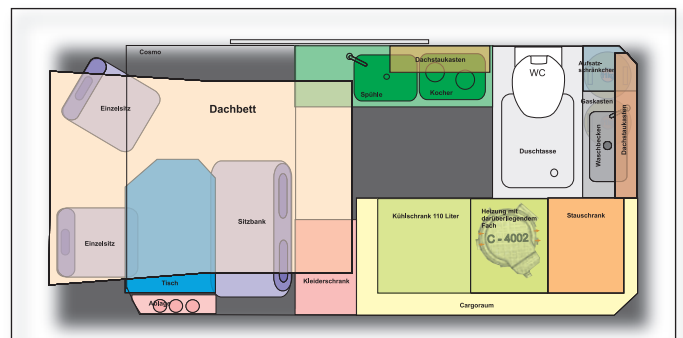 Cosmo
Dachstaukasten
WC
Aufsatz-
schränkchen
Einzelsitz
Dachbett
Spühle
Kocher
Gaskasten
Dachstaukasten
Waschbecken
Duschtasse
Einzelsitz
Sitzbank
Kühlschrank 110 Liter
Heizung mit
darüberliegendem
Fach
Stauschrank
C - 4002
Tisch
Kleiderschrank
Ablage
Cargoraum